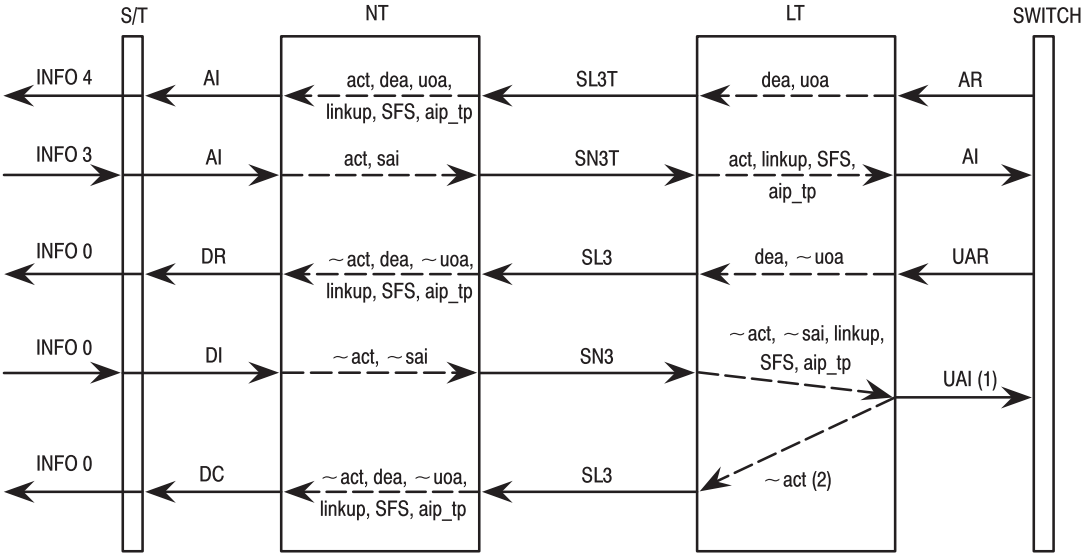 S/T NT LT SWITCH
INFO 4 AI act, dea, uoa, SL3T dea, uoa AR
linkup, SFS, aip_tp
INFO 3 AI act, sai SN3T act, linkup, SFS, AI
aip_tp
INFO 0 DR ~act, dea, ~uoa, SL3 dea, ~uoa UAR
linkup, SFS, aip_tp
~act, ~sai, linkup,
INFO 0 DI ~act, ~sai SN3 SFS, aip_tp
UAI (1)
INFO 0 DC ~act, dea, ~uoa, SL3 ~act (2)
linkup, SFS, aip_tp